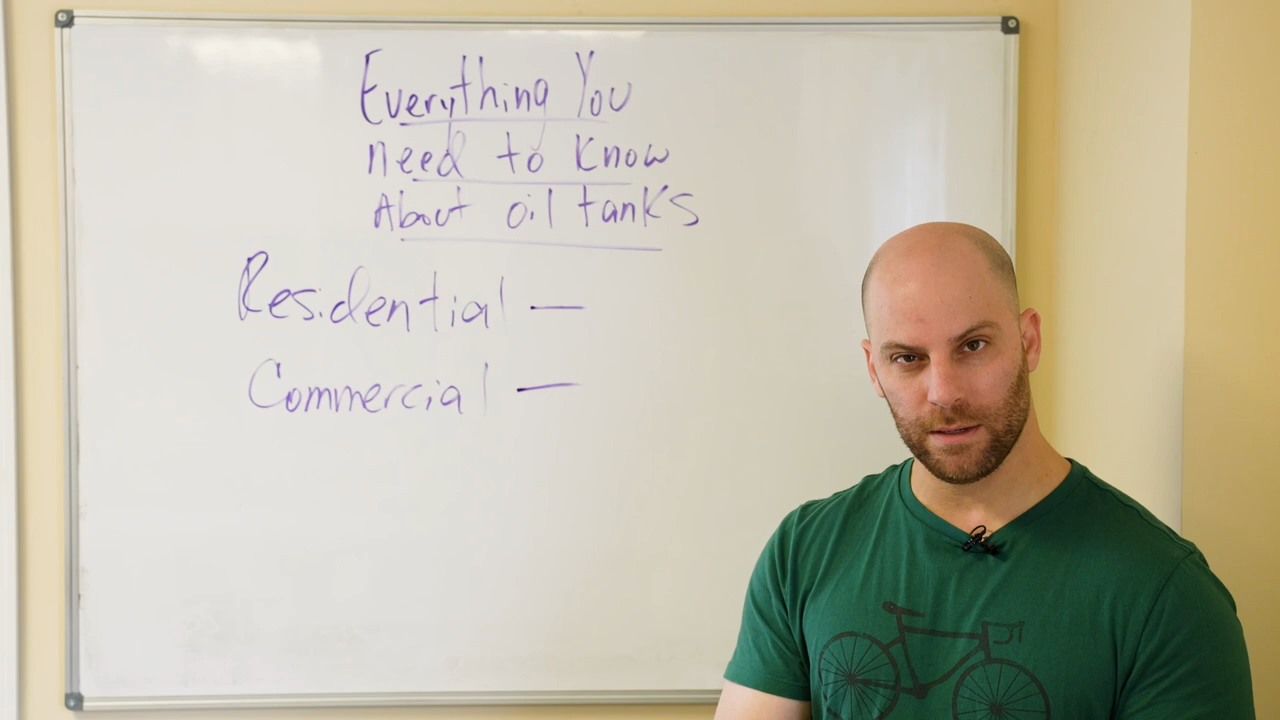 Everything You
need to Know
About oil tanks
Residential —
Commercial —